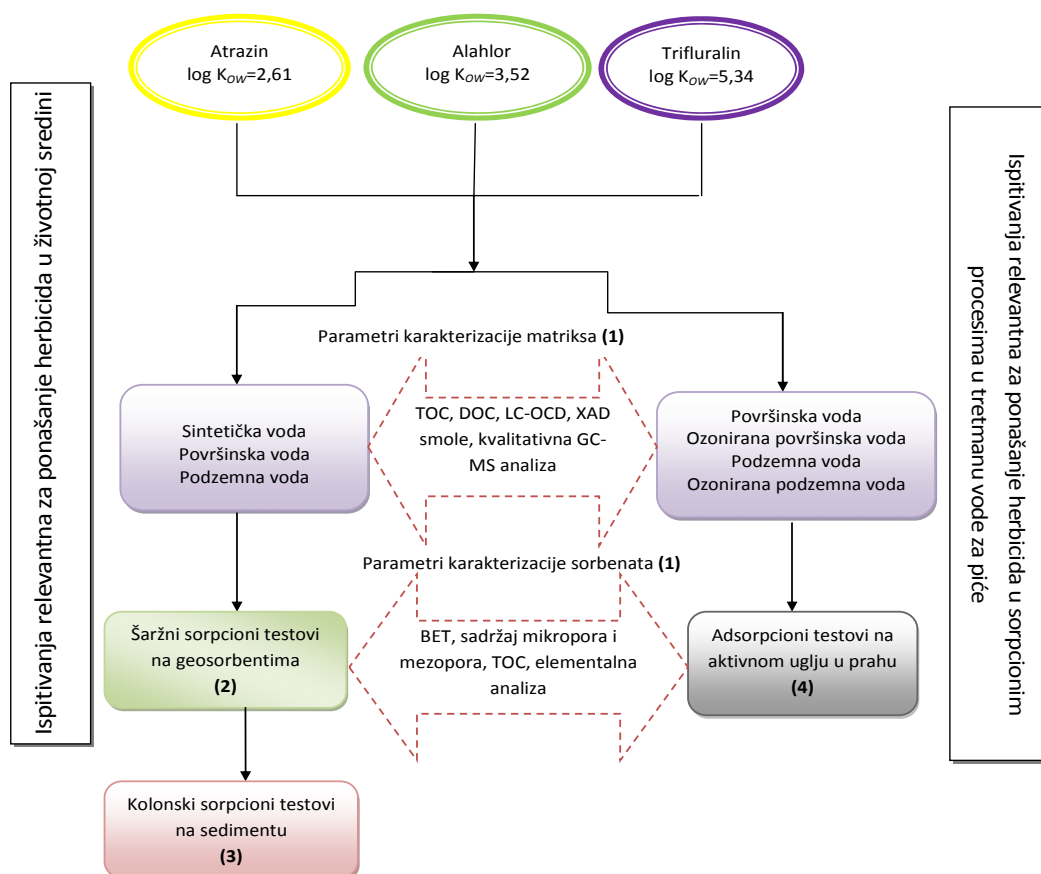 Atrazin
log Kow=2,61
Alahlor
log Kow=3,52
Trifluralin
log Kow=5,34
Ispitivanja relevantna za ponašanje herbicida u životnoj sredini
Ispitivanja relevantna za ponašanje herbicida u sorpcionim
procesima u tretmanu vode za piće
Parametri karakterizacije matriksa (1)
TOC, DOC, LC-OCD, XAD
smole, kvalitativna GC-
MS analiza
Sintetička voda
Površinska voda
Podzemna voda
Površinska voda
Ozonirana površinska voda
Podzemna voda
Ozonirana podzemna voda
Parametri karakterizacije sorbenata (1)
BET, sadržaj mikropora i
mezopora, TOC, elementalna
analiza
Šaržni sorpcioni testovi
na geosorbentima
(2)
Adsorpcioni testovi na
aktivnom uglju u prahu
(4)
Kolonski sorpcioni testovi
na sedimentu
(3)